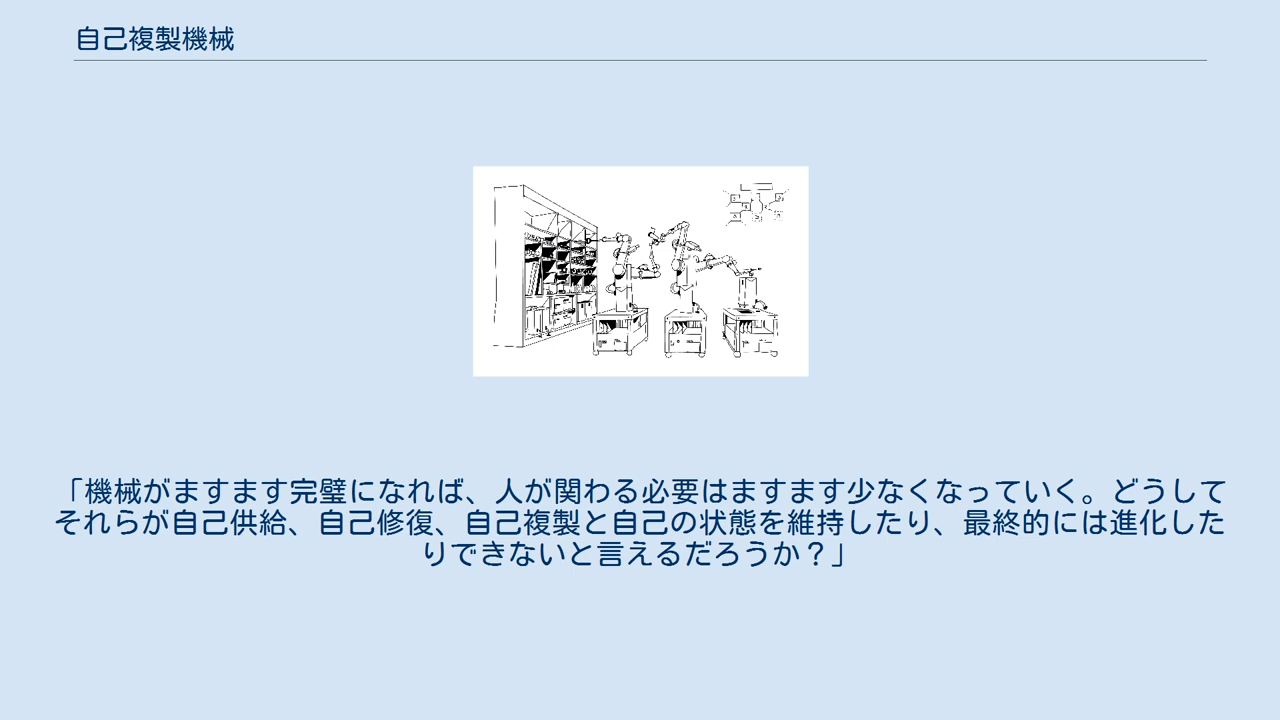 自己複製機械
「機械がますます完璧になれば、人が関わる必要はますます少なくなっていく。どうして
それらが自己供給、自己修復、自己複製と自己の状態を維持したり、最終的には進化した
りできないと言えるだろうか？」